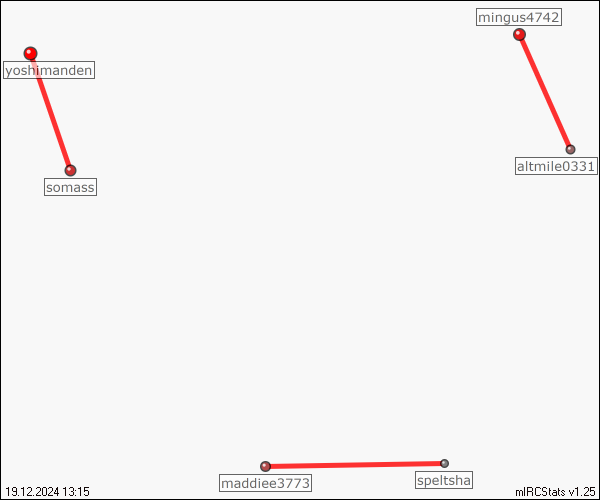 mingus4742
yoshimanden
altmile0331
somass
maddiee3773
speltsha
19.12.2024 13:15
mIRCStats v1.25